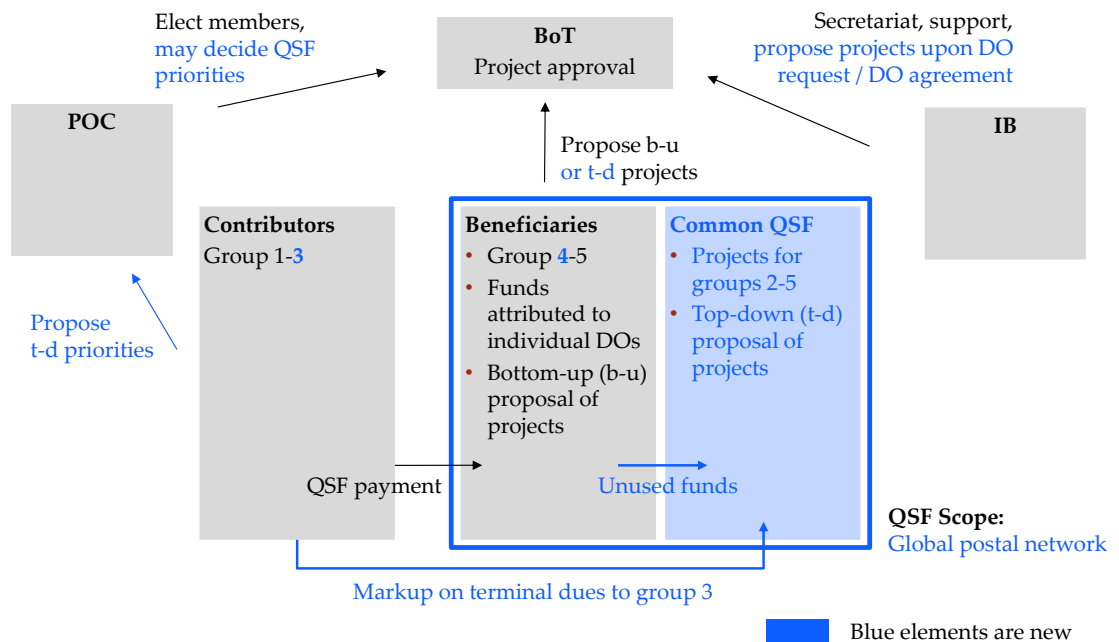 Elect members,
may decide QSF
priorities
BoT
Project approval
Secretariat, support,
propose projects upon DO
request / DO agreement
POC
IB
Propose b-u
or t-d projects
Contributors
Group 1-3
Beneficiaries
• Group 4-5
• Funds
attributed to
individual DOs
• Bottom-up (b-u)
proposal of
projects
Common QSF
• Projects for
groups 2-5
• Top-down (t-d)
proposal of
projects
Propose
t-d priorities
QSF payment
Unused funds
QSF Scope:
Global postal network
Markup on terminal dues to group 3
Blue elements are new